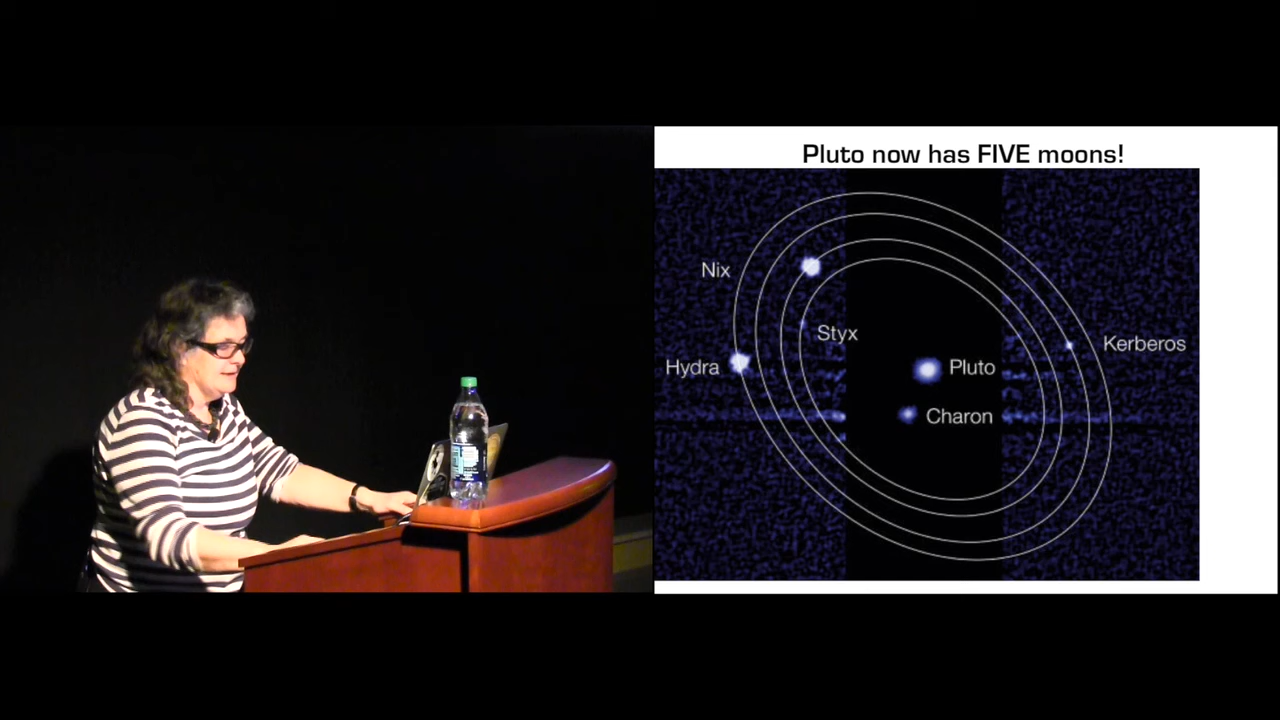 Pluto now has FIVE moons!
Nix
Styx
Kerberos
Hydra
Pluto
Charon